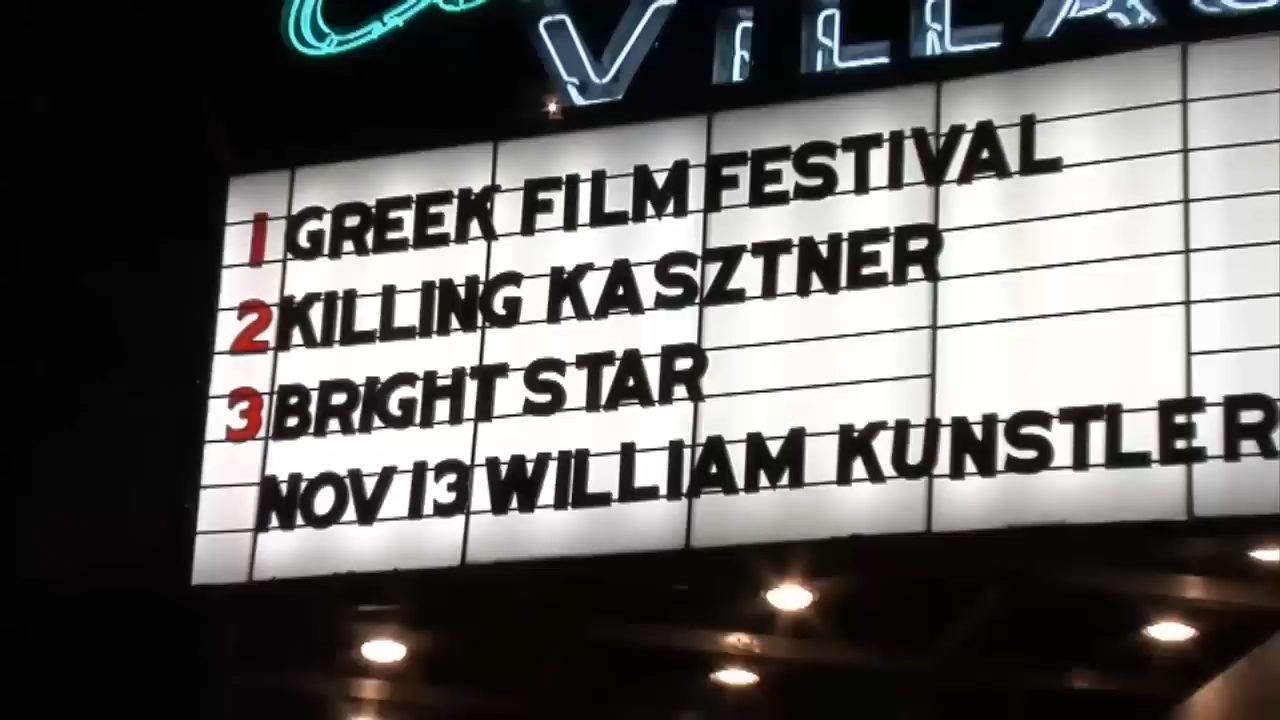 VILLAG
1 GREEK FILM FESTIVAL
2 KILLING KASZTNER
3 BRIGHT STAR
NOV 13 WILLIAM KUNSTLER